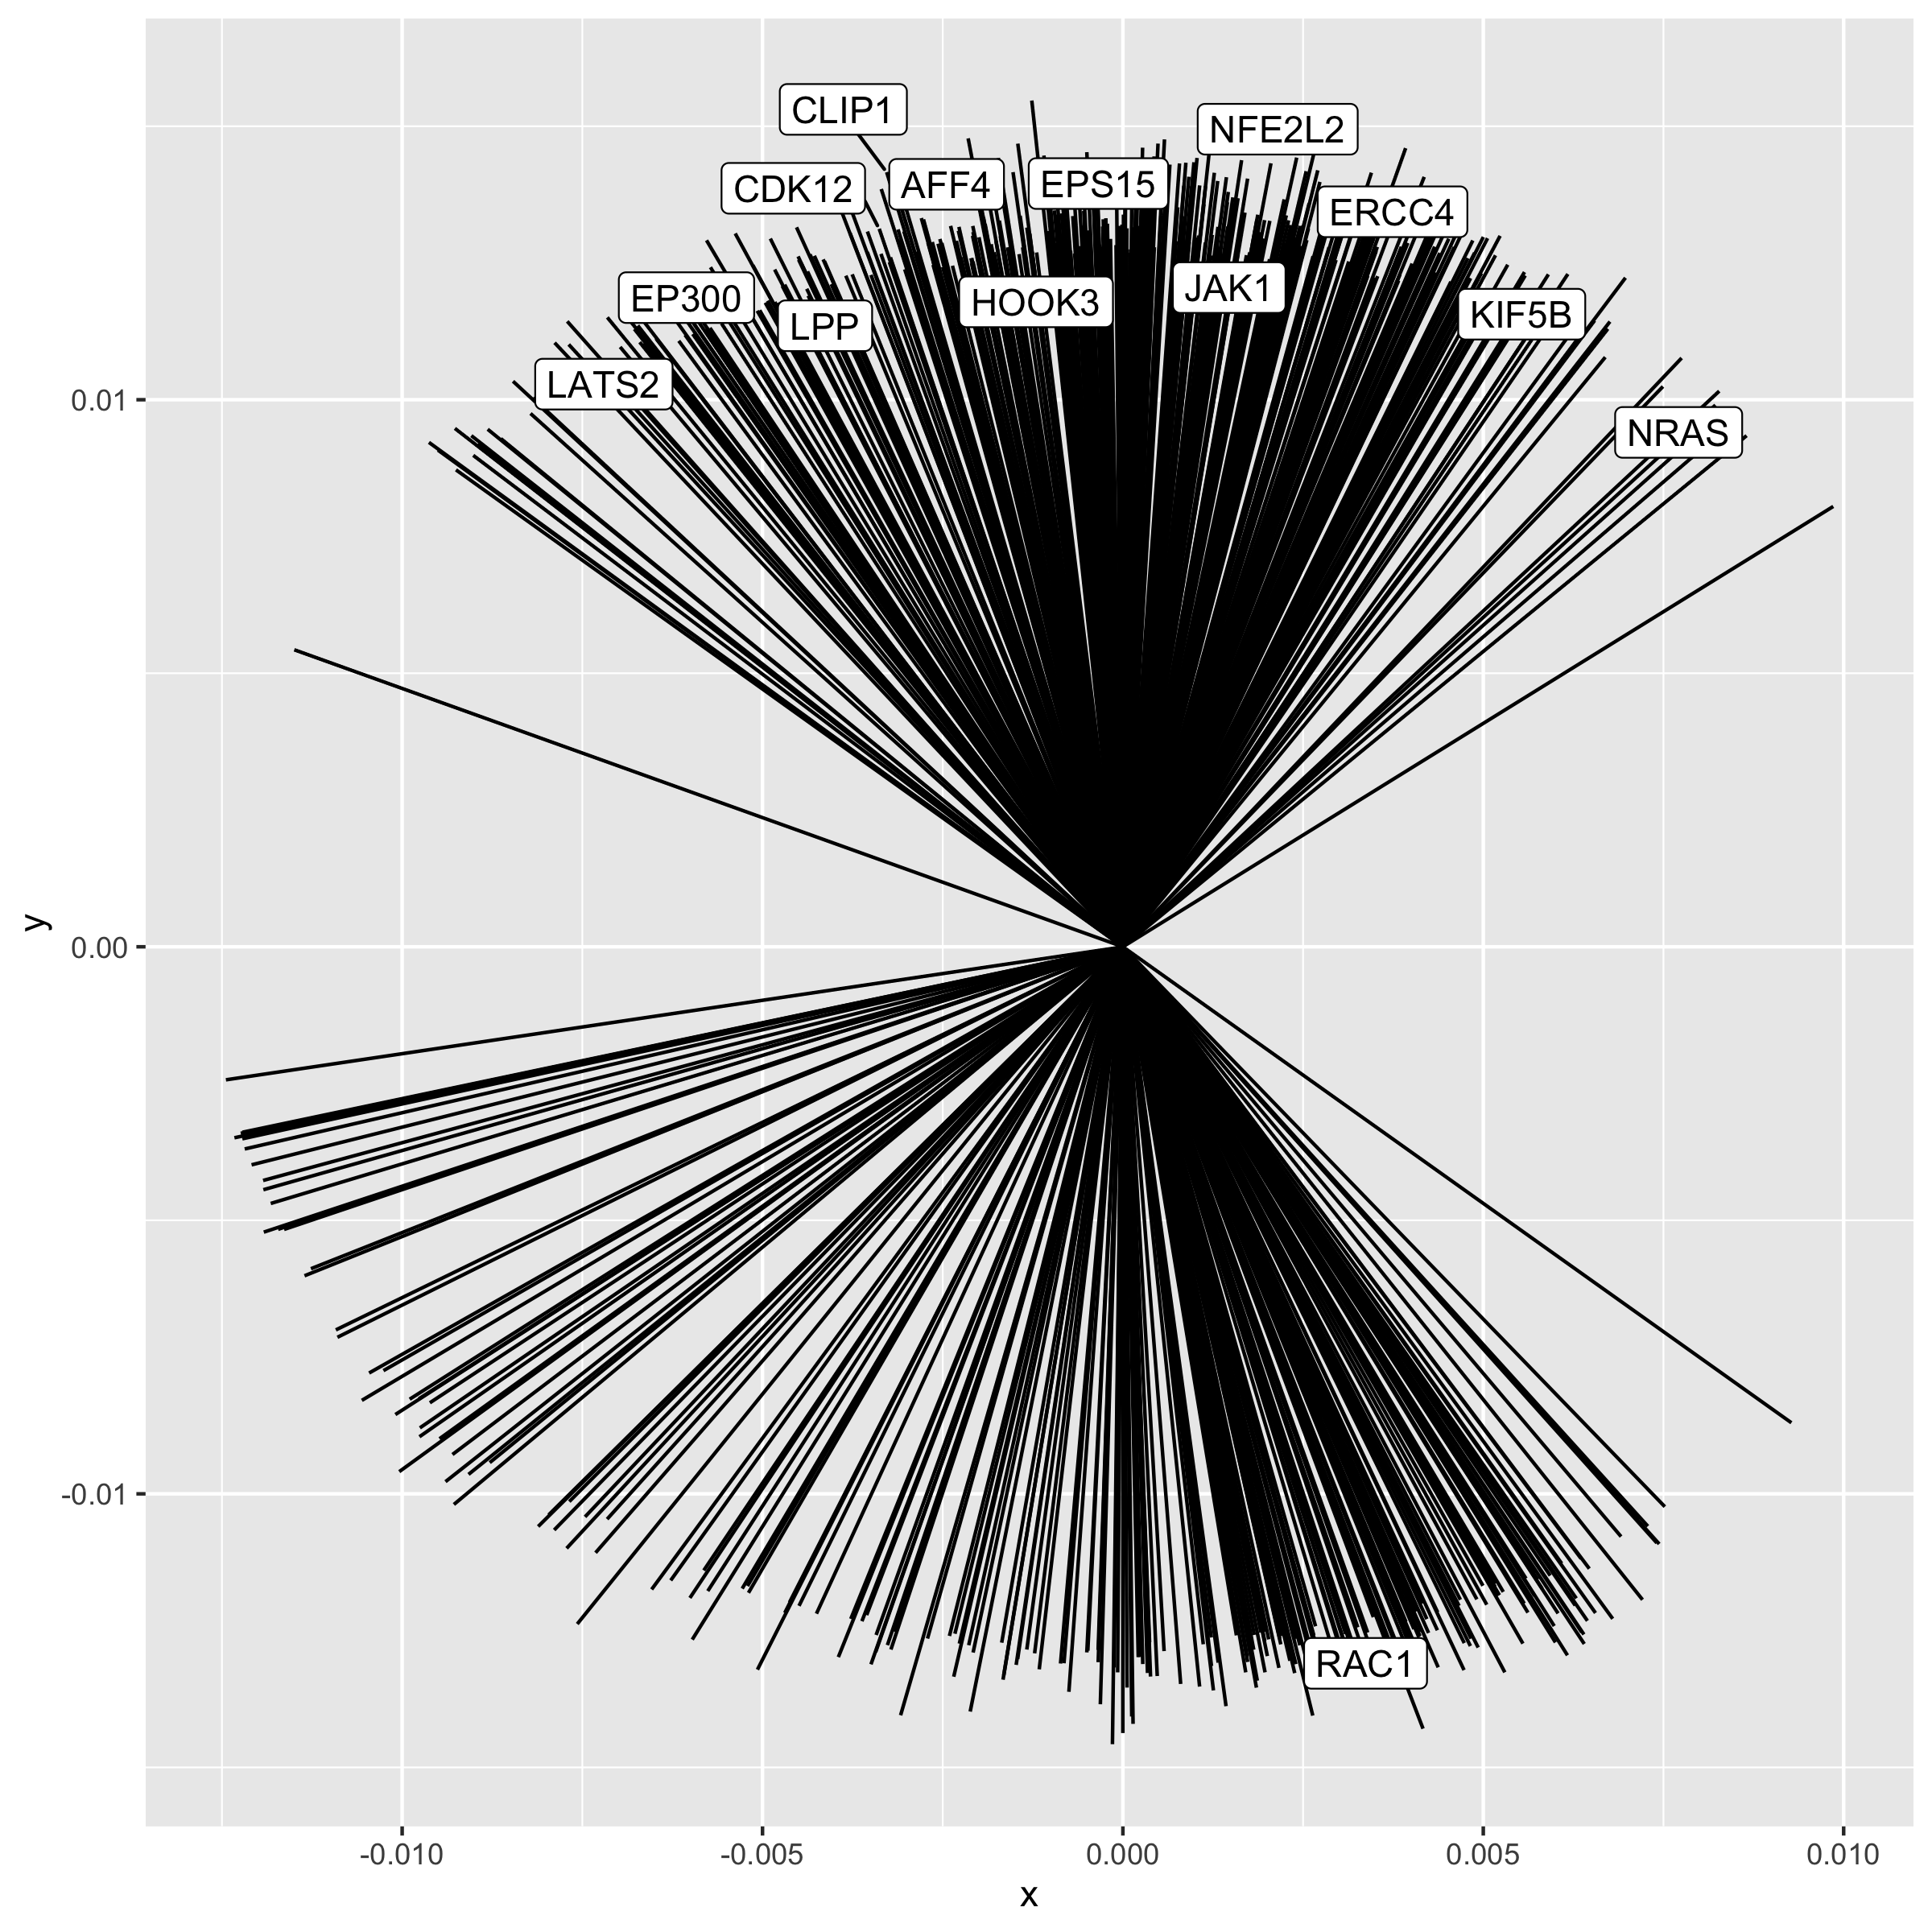 CLIP1
NFE2L2
CDK12
AFF4
EPS15
ERCC4
EP300
LPP
HOOK3
JAK1
KIF5B
LATS2
NRAS
RAC1
0.01
0.00
-0.01
y
-0.010
-0.005
0.000
0.005
0.010
x